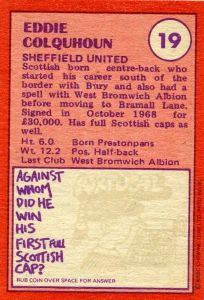 EDDIE
COLQUHOUN
19
SHEFFIELD UNITED
Scottish born centre-back who
started his career south of the
border with Bury and also had a
spell with West Bromwich Albion
before moving to Bramall Lane.
Signed in October 1968 for
£30,000. Has full Scottish caps as
well.
Ht. 6.0 Born Prestonpans
Wt. 12.2 Pos. Half-back
Last Club West Bromwich Albion
AGAINST
WHOM
DID HE
WIN
HIS
FIRST FULL
SCOTTISH
CAP?
RUB COIN OVER SPACE FOR ANSWER